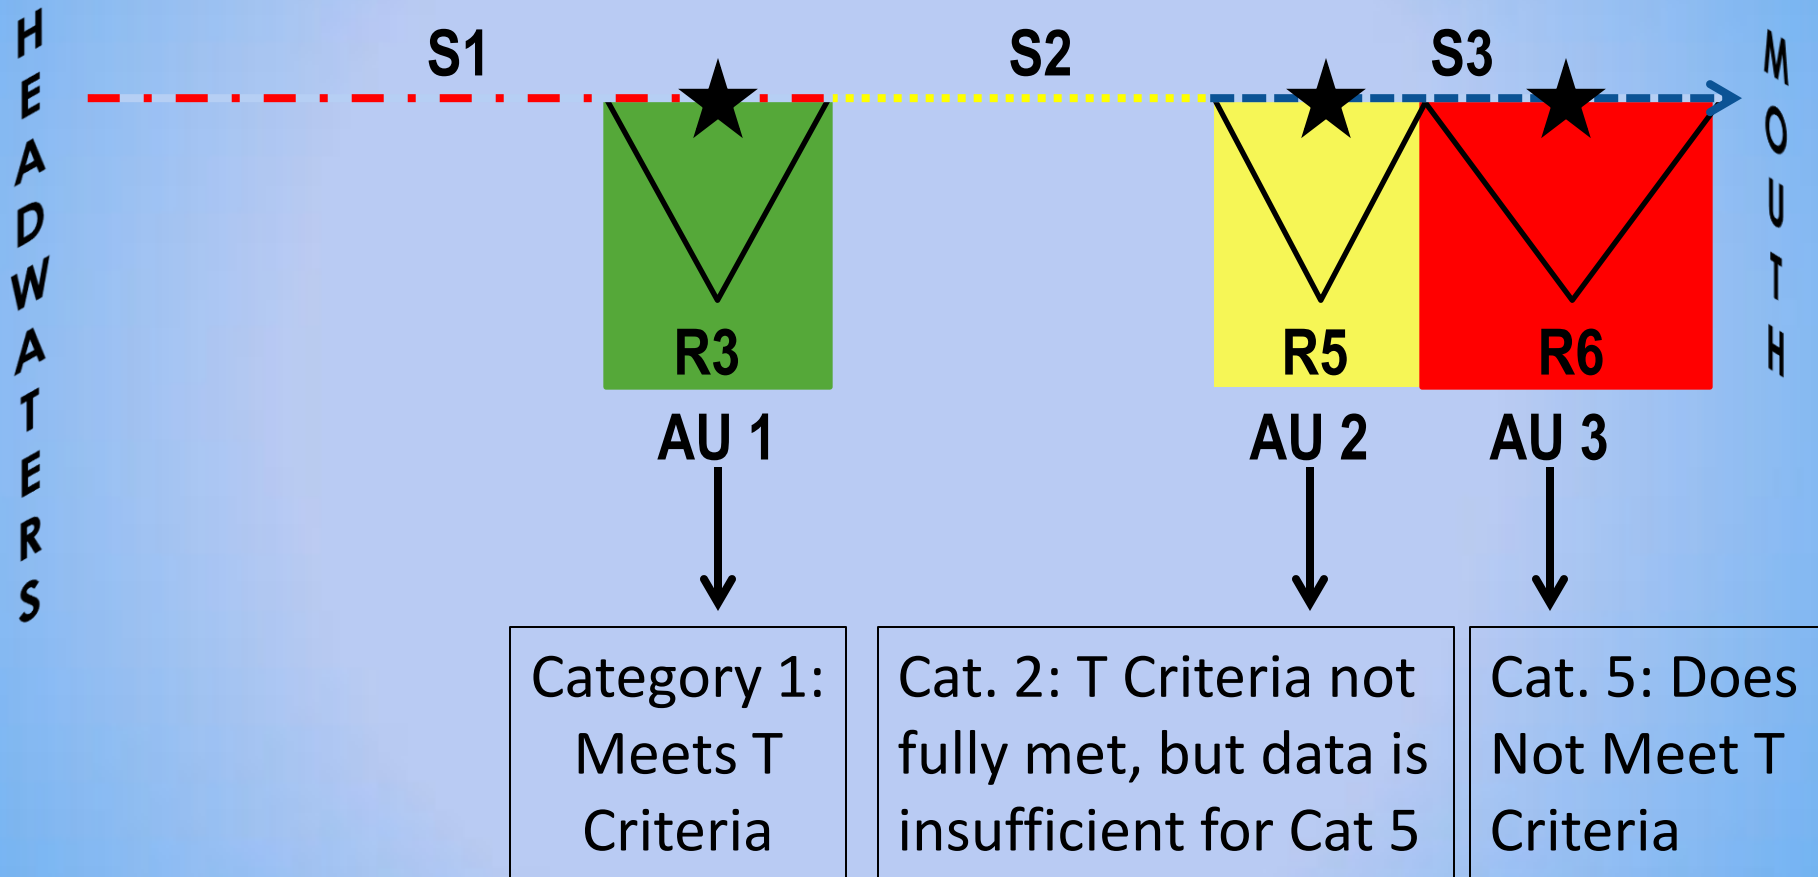 HEADWATERS
S1
S2
S3
MOUTH
R3
R5
R6
AU 1
AU 2
AU 3
Category 1:
Meets T
Criteria
Cat. 2: T Criteria not
fully met, but data is
insufficient for Cat 5
Cat. 5: Does
Not Meet T
Criteria